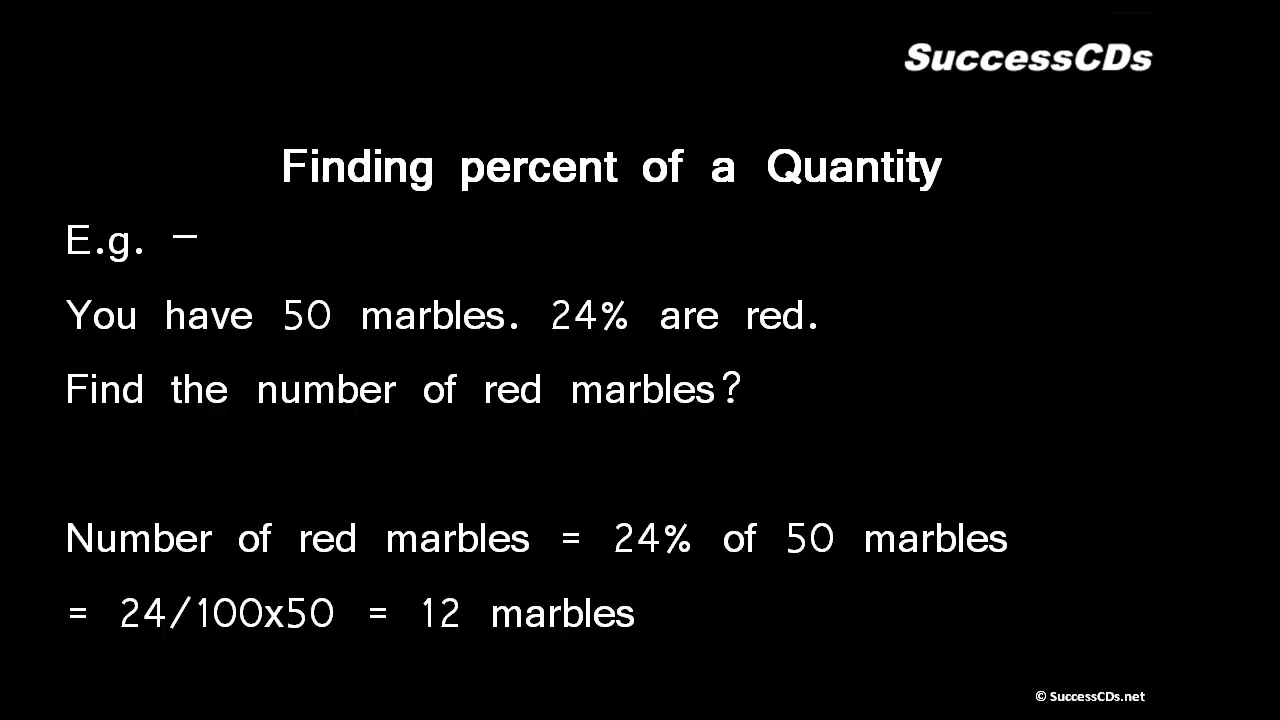 SuccessCDs
Finding percent of a Quantity
E.g. –
You have 50 marbles. 24% are red.
Find the number of red marbles?
Number of red marbles = 24% of 50 marbles
= 24/100x50 = 12 marbles
© SuccessCDs.net